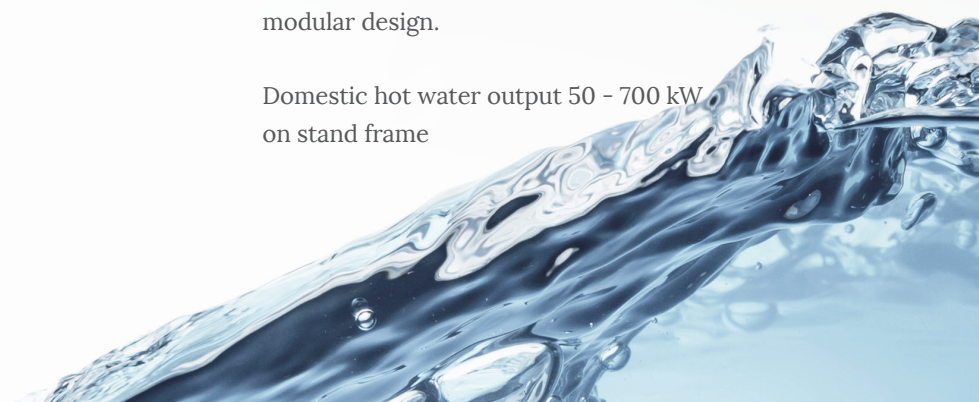 modular design.
Domestic hot water output 50 - 700 kW
on stand frame